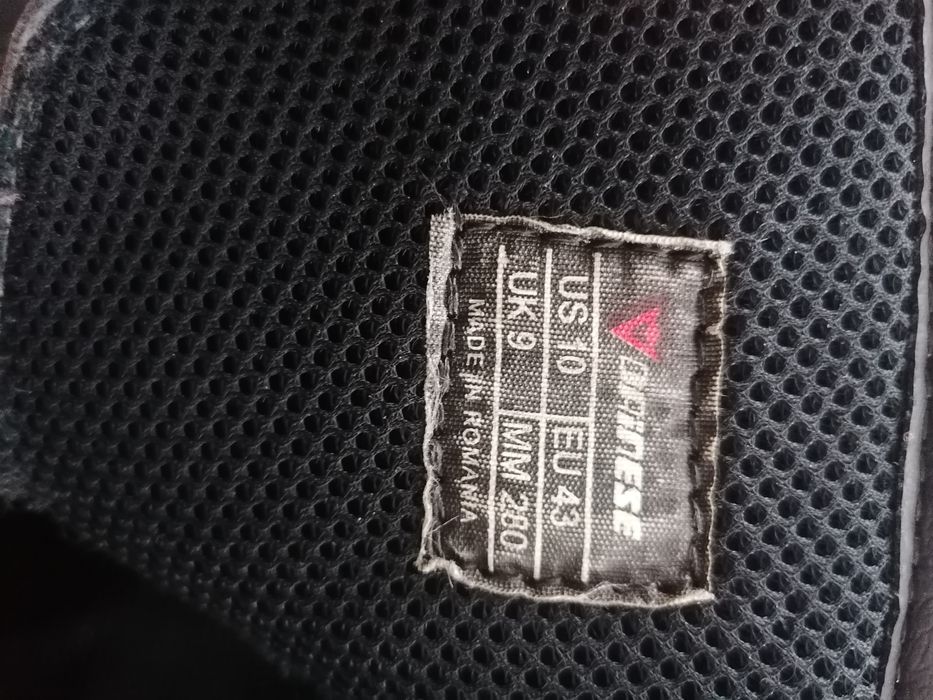 DAINESE
US 10 EU 43
UK 9 MM 280
MADE IN ROMANIA